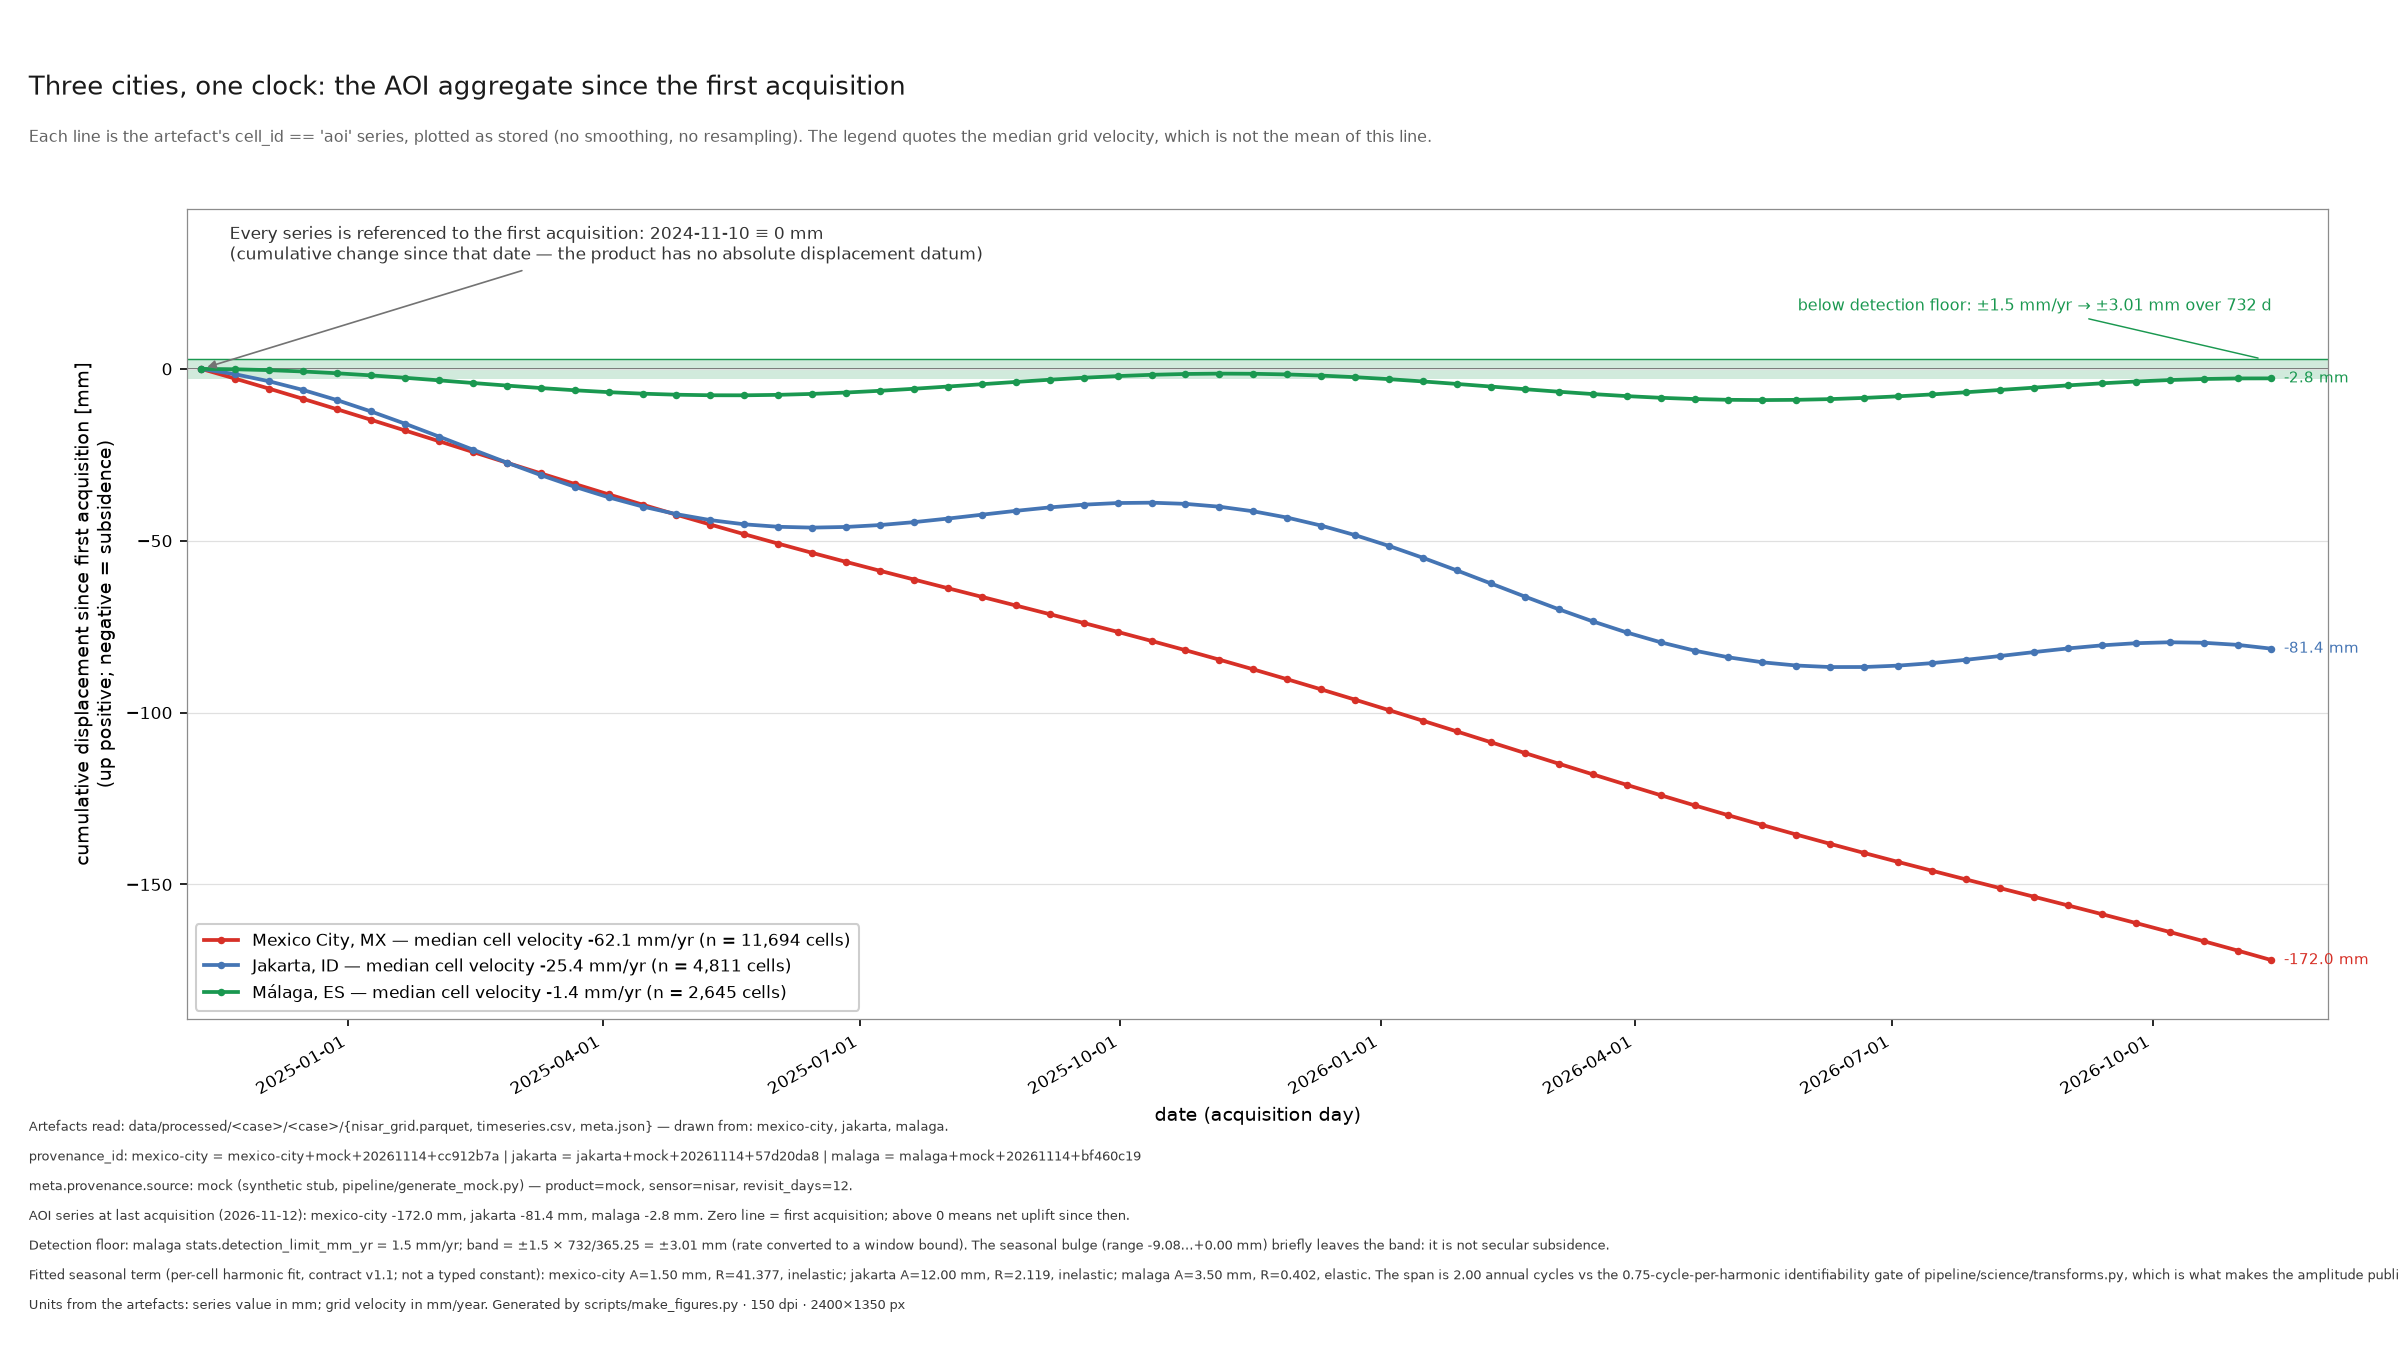 Three cities, one clock: the AOI aggregate since the first acquisition
Each line is the artefact's cell_id == 'aoi' series, plotted as stored (no smoothing, no resampling). The legend quotes the median grid velocity, which is not the mean of this line.
Every series is referenced to the first acquisition: 2024-11-10 ≡ 0 mm
(cumulative change since that date — the product has no absolute displacement datum)
below detection floor: ±1.5 mm/yr → ±3.01 mm over 732 d
cumulative displacement since first acquisition [mm]
(up positive; negative = subsidence)
0
−50
−100
−150
-2.8 mm
-81.4 mm
-172.0 mm
Mexico City, MX — median cell velocity -62.1 mm/yr (n = 11,694 cells)
Jakarta, ID — median cell velocity -25.4 mm/yr (n = 4,811 cells)
Málaga, ES — median cell velocity -1.4 mm/yr (n = 2,645 cells)
2025-01-01
2025-04-01
2025-07-01
2025-10-01
2026-01-01
2026-04-01
2026-07-01
2026-10-01
date (acquisition day)
Artefacts read: data/processed/<case>/<case>/{nisar_grid.parquet, timeseries.csv, meta.json} — drawn from: mexico-city, jakarta, malaga.
provenance_id: mexico-city = mexico-city+mock+20261114+cc912b7a | jakarta = jakarta+mock+20261114+57d20da8 | malaga = malaga+mock+20261114+bf460c19
meta.provenance.source: mock (synthetic stub, pipeline/generate_mock.py) — product=mock, sensor=nisar, revisit_days=12.
AOI series at last acquisition (2026-11-12): mexico-city -172.0 mm, jakarta -81.4 mm, malaga -2.8 mm. Zero line = first acquisition; above 0 means net uplift since then.
Detection floor: malaga stats.detection_limit_mm_yr = 1.5 mm/yr; band = ±1.5 × 732/365.25 = ±3.01 mm (rate converted to a window bound). The seasonal bulge (range -9.08…+0.00 mm) briefly leaves the band: it is not secular subsidence.
Fitted seasonal term (per-cell harmonic fit, contract v1.1; not a typed constant): mexico-city A=1.50 mm, R=41.377, inelastic; jakarta A=12.00 mm, R=2.119, inelastic; malaga A=3.50 mm, R=0.402, elastic. The span is 2.00 annual cycles vs the 0.75-cycle-per-harmonic identifiability gate of pipeline/science/transforms.py, which is what makes the amplitude publi
Units from the artefacts: series value in mm; grid velocity in mm/year. Generated by scripts/make_figures.py · 150 dpi · 2400×1350 px